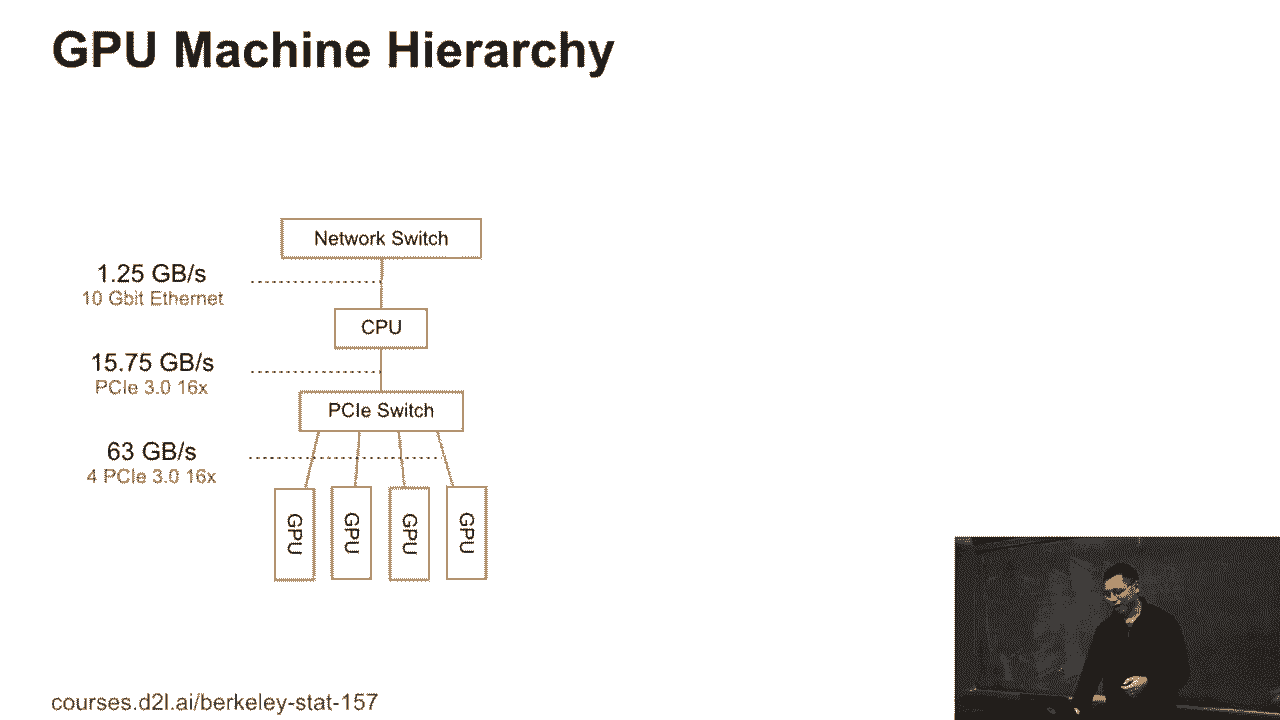 GPU Machine Hierarchy
Network Switch
1.25 GB/s
10 Gbit Ethernet
CPU
15.75 GB/s
PCIe 3.0 16x
PCIe Switch
63 GB/s
4 PCIe 3.0 16x
GPU
GPU
GPU
GPU
courses.d2l.ai/berkeley-stat-157